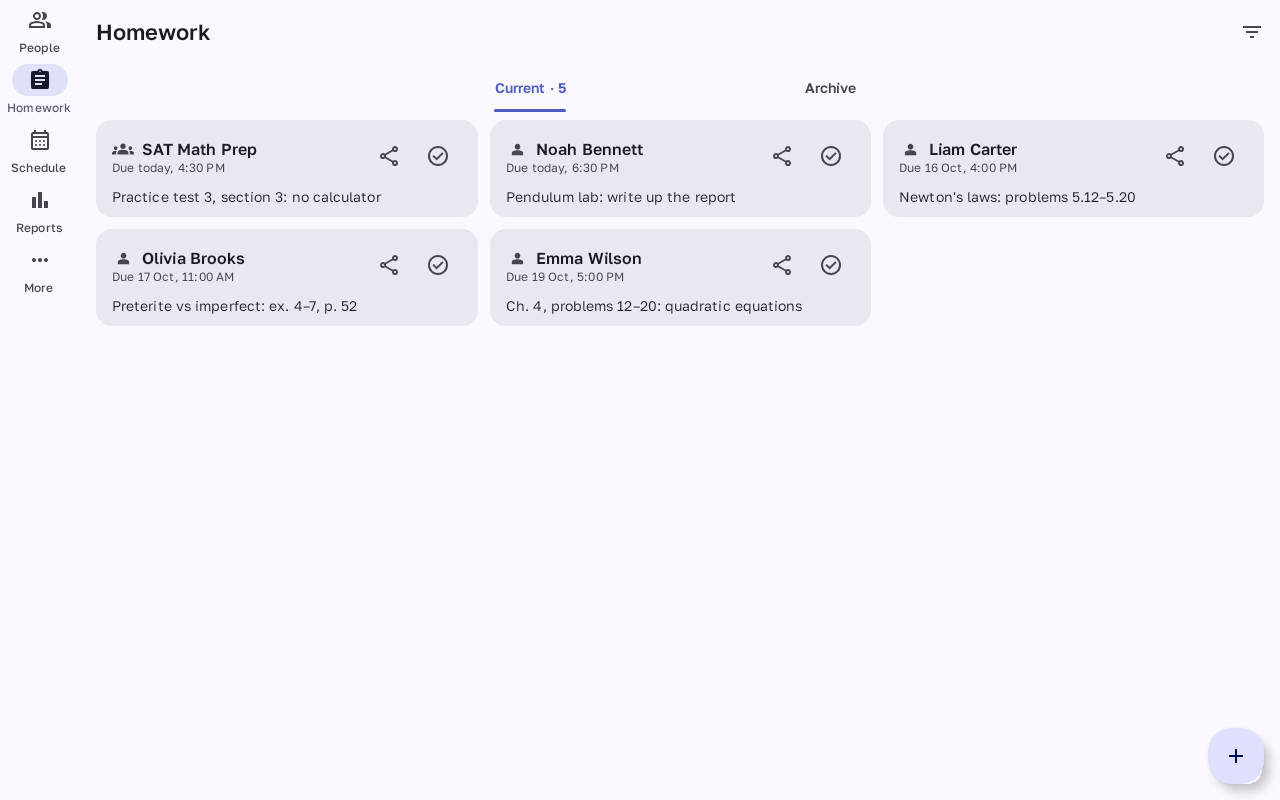 People
Homework
Schedule
Reports
More
Homework
Current · 5
Archive
SAT Math Prep
Due today, 4:30 PM
Practice test 3, section 3: no calculator
Noah Bennett
Due today, 6:30 PM
Pendulum lab: write up the report
Liam Carter
Due 16 Oct, 4:00 PM
Newton's laws: problems 5.12–5.20
Olivia Brooks
Due 17 Oct, 11:00 AM
Preterite vs imperfect: ex. 4–7, p. 52
Emma Wilson
Due 19 Oct, 5:00 PM
Ch. 4, problems 12–20: quadratic equations